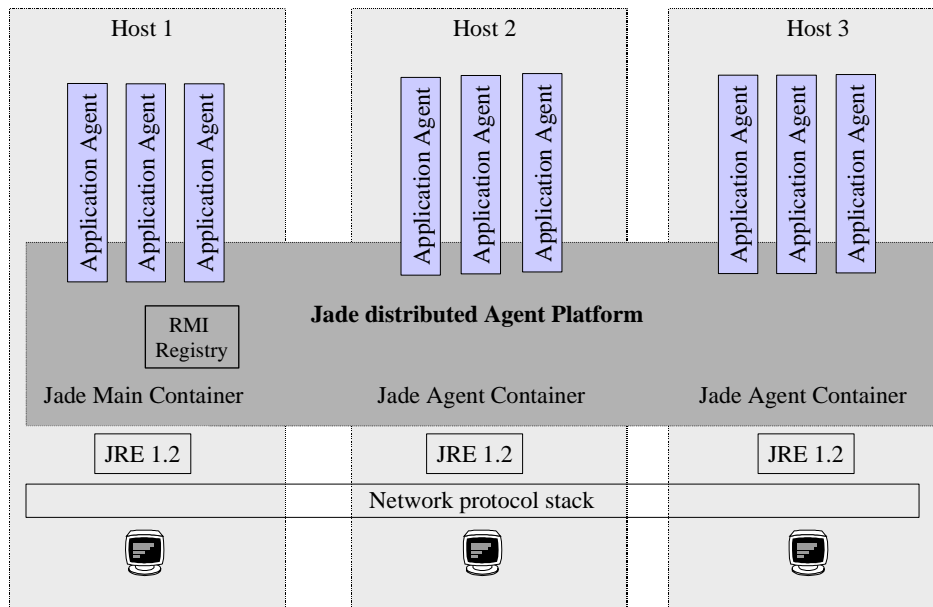 Host 1
Host 2
Host 3
Application Agent
Application Agent
Application Agent
Application Agent
Application Agent
Application Agent
Application Agent
Application Agent
Application Agent
Jade distributed Agent Platform
RMI
Registry
Jade Main Container
Jade Agent Container
Jade Agent Container
JRE 1.2
JRE 1.2
JRE 1.2
Network protocol stack